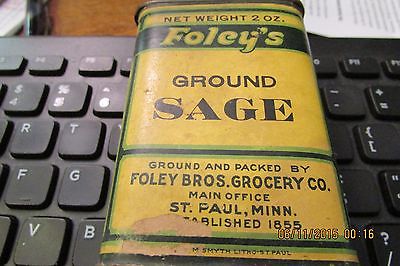 NET WEIGHT 2 OZ.
Foley's
GROUND
SAGE
GROUND AND PACKED BY
FOLEY BROS. GROCERY CO.
MAIN OFFICE
ST. PAUL, MINN.
TABLISHED 1855
M SMYTH LITHO-ST. PAUL
08/11/2015 00:16